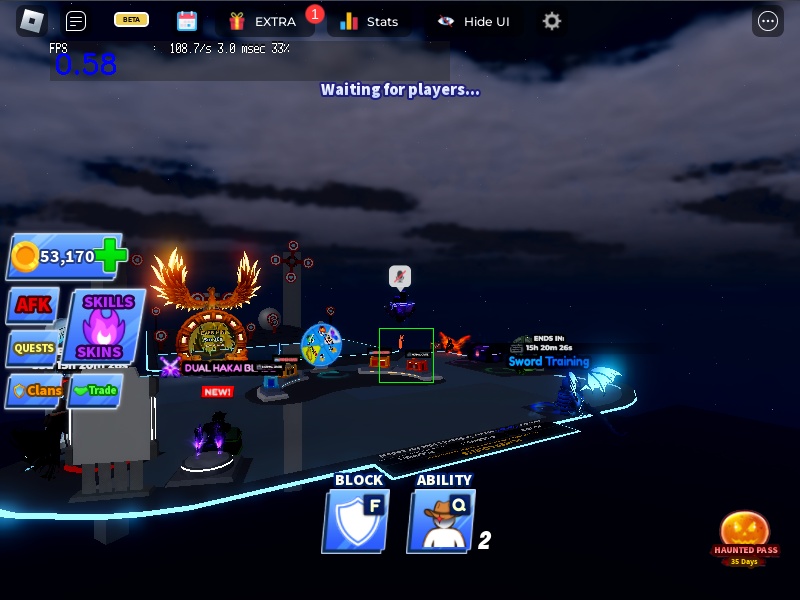 BETA
EXTRA
1
Stats
Hide UI
FPS : 108.7/s 3.0 msec 33%
0.58
Waiting for players...
53,170
AFK
SKILLS
SKINS
QUESTS
Clans
Trade
DUAL HAKAI BL
NEW!
ENDS IN:
15h 20m 26s
Sword Training
BLOCK
F
ABILITY
Q
2
HAUNTED PASS
35 Days